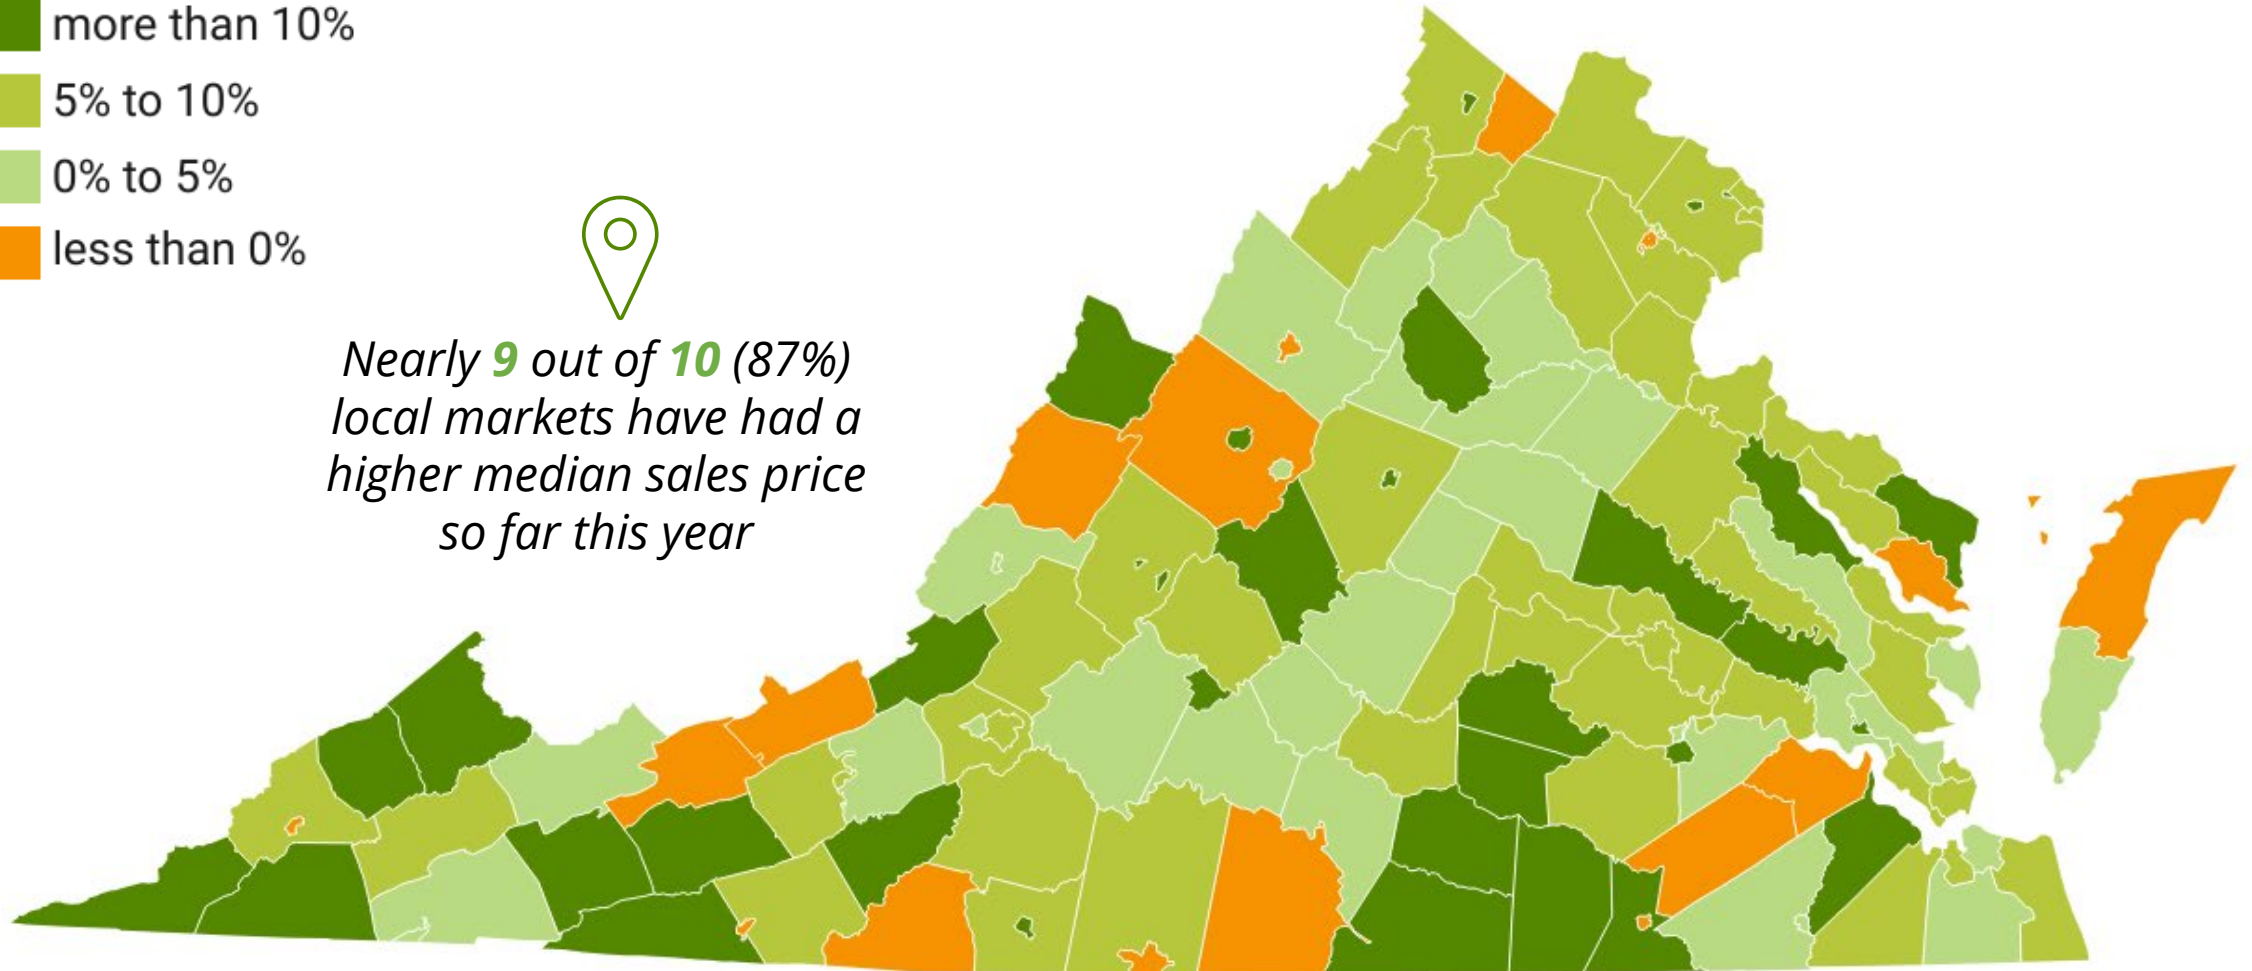 more than 10%
5% to 10%
0% to 5%
less than 0%
Nearly 9 out of 10 (87%)
local markets have had a
higher median sales price
so far this year